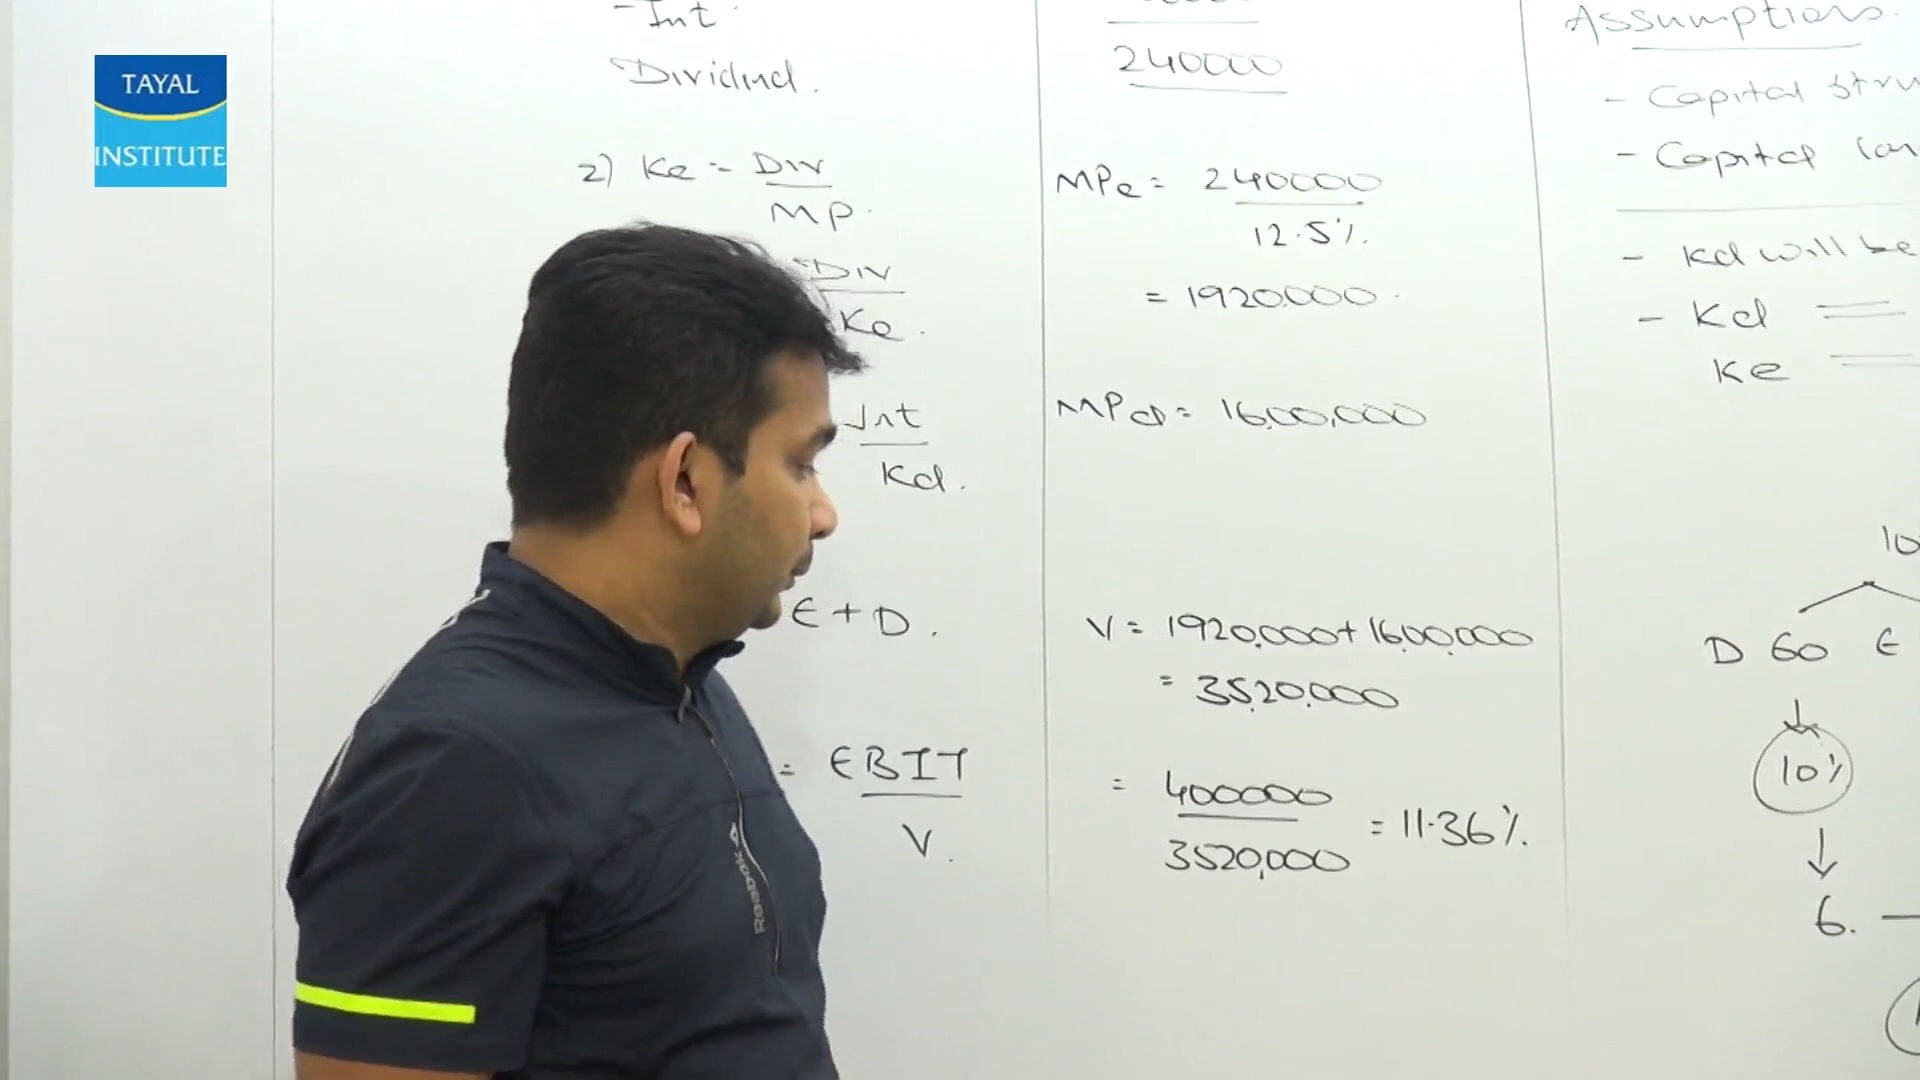 TAYAL
INSTITUTE
- Int
Dividend.
2) Ke = Div
MP.
Div
Ke.
Int
Kd.
E + D.
= EBIT
V.
240000
MPe = 240000
12.5%.
= 1920000.
MPd = 16,00,000
V = 1920,000 + 16,00,000
= 35,20,000
= 400000
3520,000
= 11.36%.
Reebok
Assumptions.
- Capital stru
- Capital
- Kd will be
- Kd
Ke
10
D 60 E
10%
6.